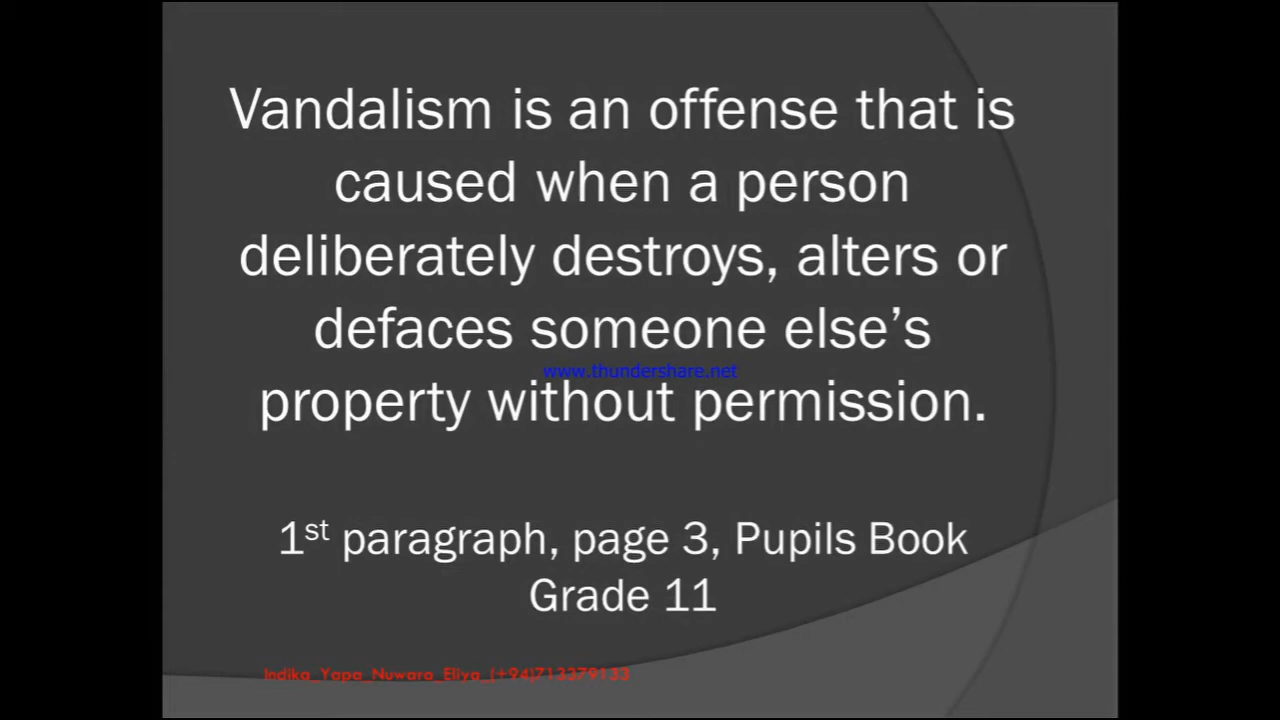 Vandalism is an offense that is
caused when a person
deliberately destroys, alters or
defaces someone else’s
www.thundershare.net
property without permission.
1st paragraph, page 3, Pupils Book
Grade 11
Indika_Yapa_Nuwara_Eliya_(+94)713379133